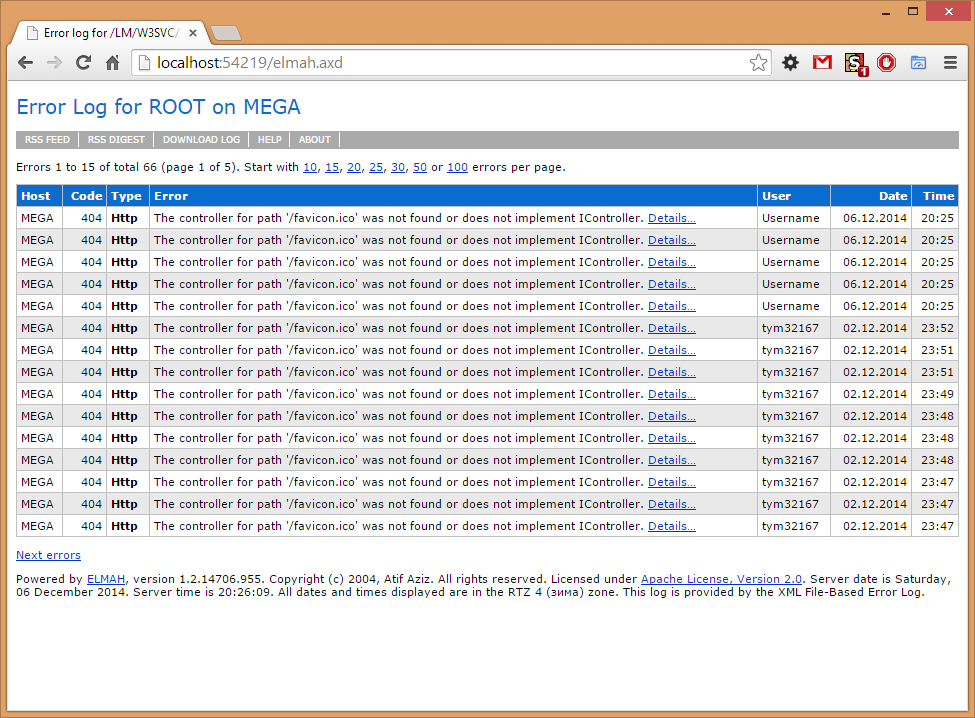 Error log for /LM/W3SVC/
localhost:54219/elmah.axd
S 1
Error Log for ROOT on MEGA
RSS FEED RSS DIGEST DOWNLOAD LOG HELP ABOUT
Errors 1 to 15 of total 66 (page 1 of 5). Start with 10, 15, 20, 25, 30, 50 or 100 errors per page.
Host Code Type Error User Date Time
MEGA 404 Http The controller for path '/favicon.ico' was not found or does not implement IController. Details... Username 06.12.2014 20:25
MEGA 404 Http The controller for path '/favicon.ico' was not found or does not implement IController. Details... Username 06.12.2014 20:25
MEGA 404 Http The controller for path '/favicon.ico' was not found or does not implement IController. Details... Username 06.12.2014 20:25
MEGA 404 Http The controller for path '/favicon.ico' was not found or does not implement IController. Details... Username 06.12.2014 20:25
MEGA 404 Http The controller for path '/favicon.ico' was not found or does not implement IController. Details... Username 06.12.2014 20:25
MEGA 404 Http The controller for path '/favicon.ico' was not found or does not implement IController. Details... tym32167 02.12.2014 23:52
MEGA 404 Http The controller for path '/favicon.ico' was not found or does not implement IController. Details... tym32167 02.12.2014 23:51
MEGA 404 Http The controller for path '/favicon.ico' was not found or does not implement IController. Details... tym32167 02.12.2014 23:51
MEGA 404 Http The controller for path '/favicon.ico' was not found or does not implement IController. Details... tym32167 02.12.2014 23:49
MEGA 404 Http The controller for path '/favicon.ico' was not found or does not implement IController. Details... tym32167 02.12.2014 23:48
MEGA 404 Http The controller for path '/favicon.ico' was not found or does not implement IController. Details... tym32167 02.12.2014 23:48
MEGA 404 Http The controller for path '/favicon.ico' was not found or does not implement IController. Details... tym32167 02.12.2014 23:48
MEGA 404 Http The controller for path '/favicon.ico' was not found or does not implement IController. Details... tym32167 02.12.2014 23:47
MEGA 404 Http The controller for path '/favicon.ico' was not found or does not implement IController. Details... tym32167 02.12.2014 23:47
MEGA 404 Http The controller for path '/favicon.ico' was not found or does not implement IController. Details... tym32167 02.12.2014 23:47
Next errors
Powered by ELMAH, version 1.2.14706.955. Copyright (c) 2004, Atif Aziz. All rights reserved. Licensed under Apache License, Version 2.0. Server date is Saturday,
06 December 2014. Server time is 20:26:09. All dates and times displayed are in the RTZ 4 (зима) zone. This log is provided by the XML File-Based Error Log.